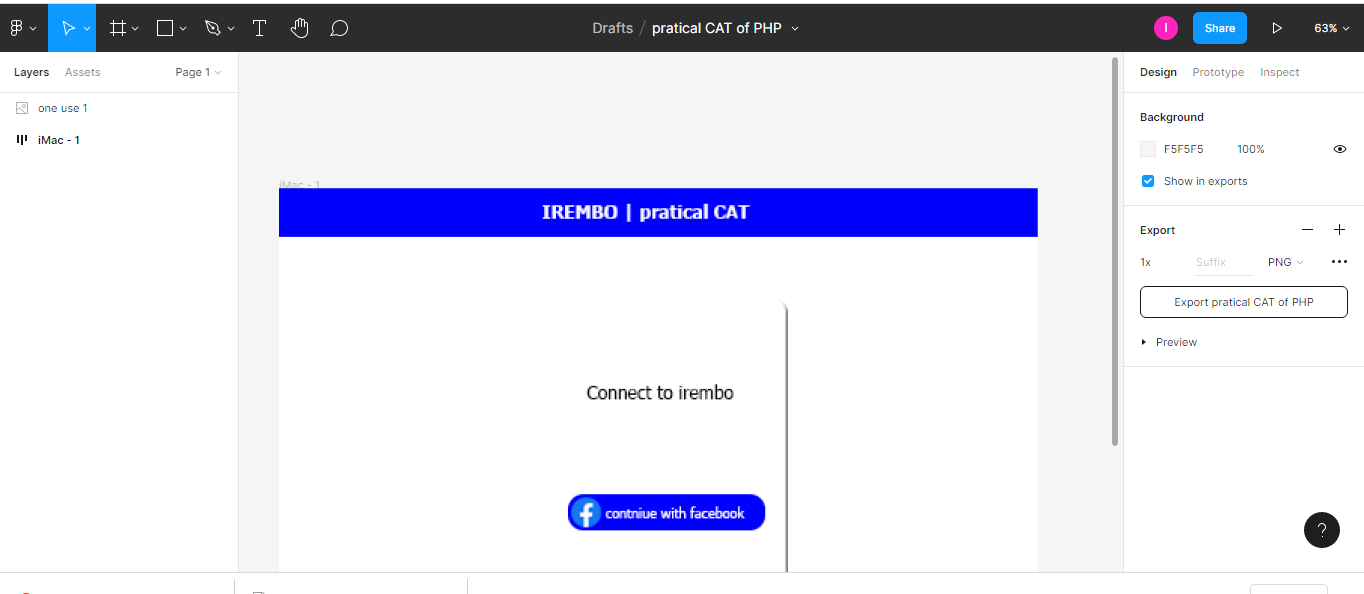 T
Drafts / pratical CAT of PHP
I
Share
63%
Layers Assets Page 1
one use 1
iMac - 1
Design Prototype Inspect
Background
F5F5F5 100%
Show in exports
Export
1x Suffix PNG
Export pratical CAT of PHP
Preview
iMac - 1
IREMBO | pratical CAT
Connect to irembo
f contniue with facebook
?